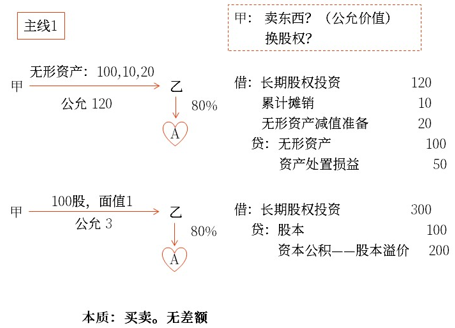 主线1
甲： 卖东西？（公允价值）
换股权？
无形资产：100,10,20
甲
乙
公允 120
80%
A
借：长期股权投资 120
累计摊销 10
无形资产减值准备 20
贷：无形资产 100
资产处置损益 50
100股，面值1
甲
乙
公允 3
80%
A
借：长期股权投资 300
贷：股本 100
资本公积——股本溢价 200
本质：买卖。无差额